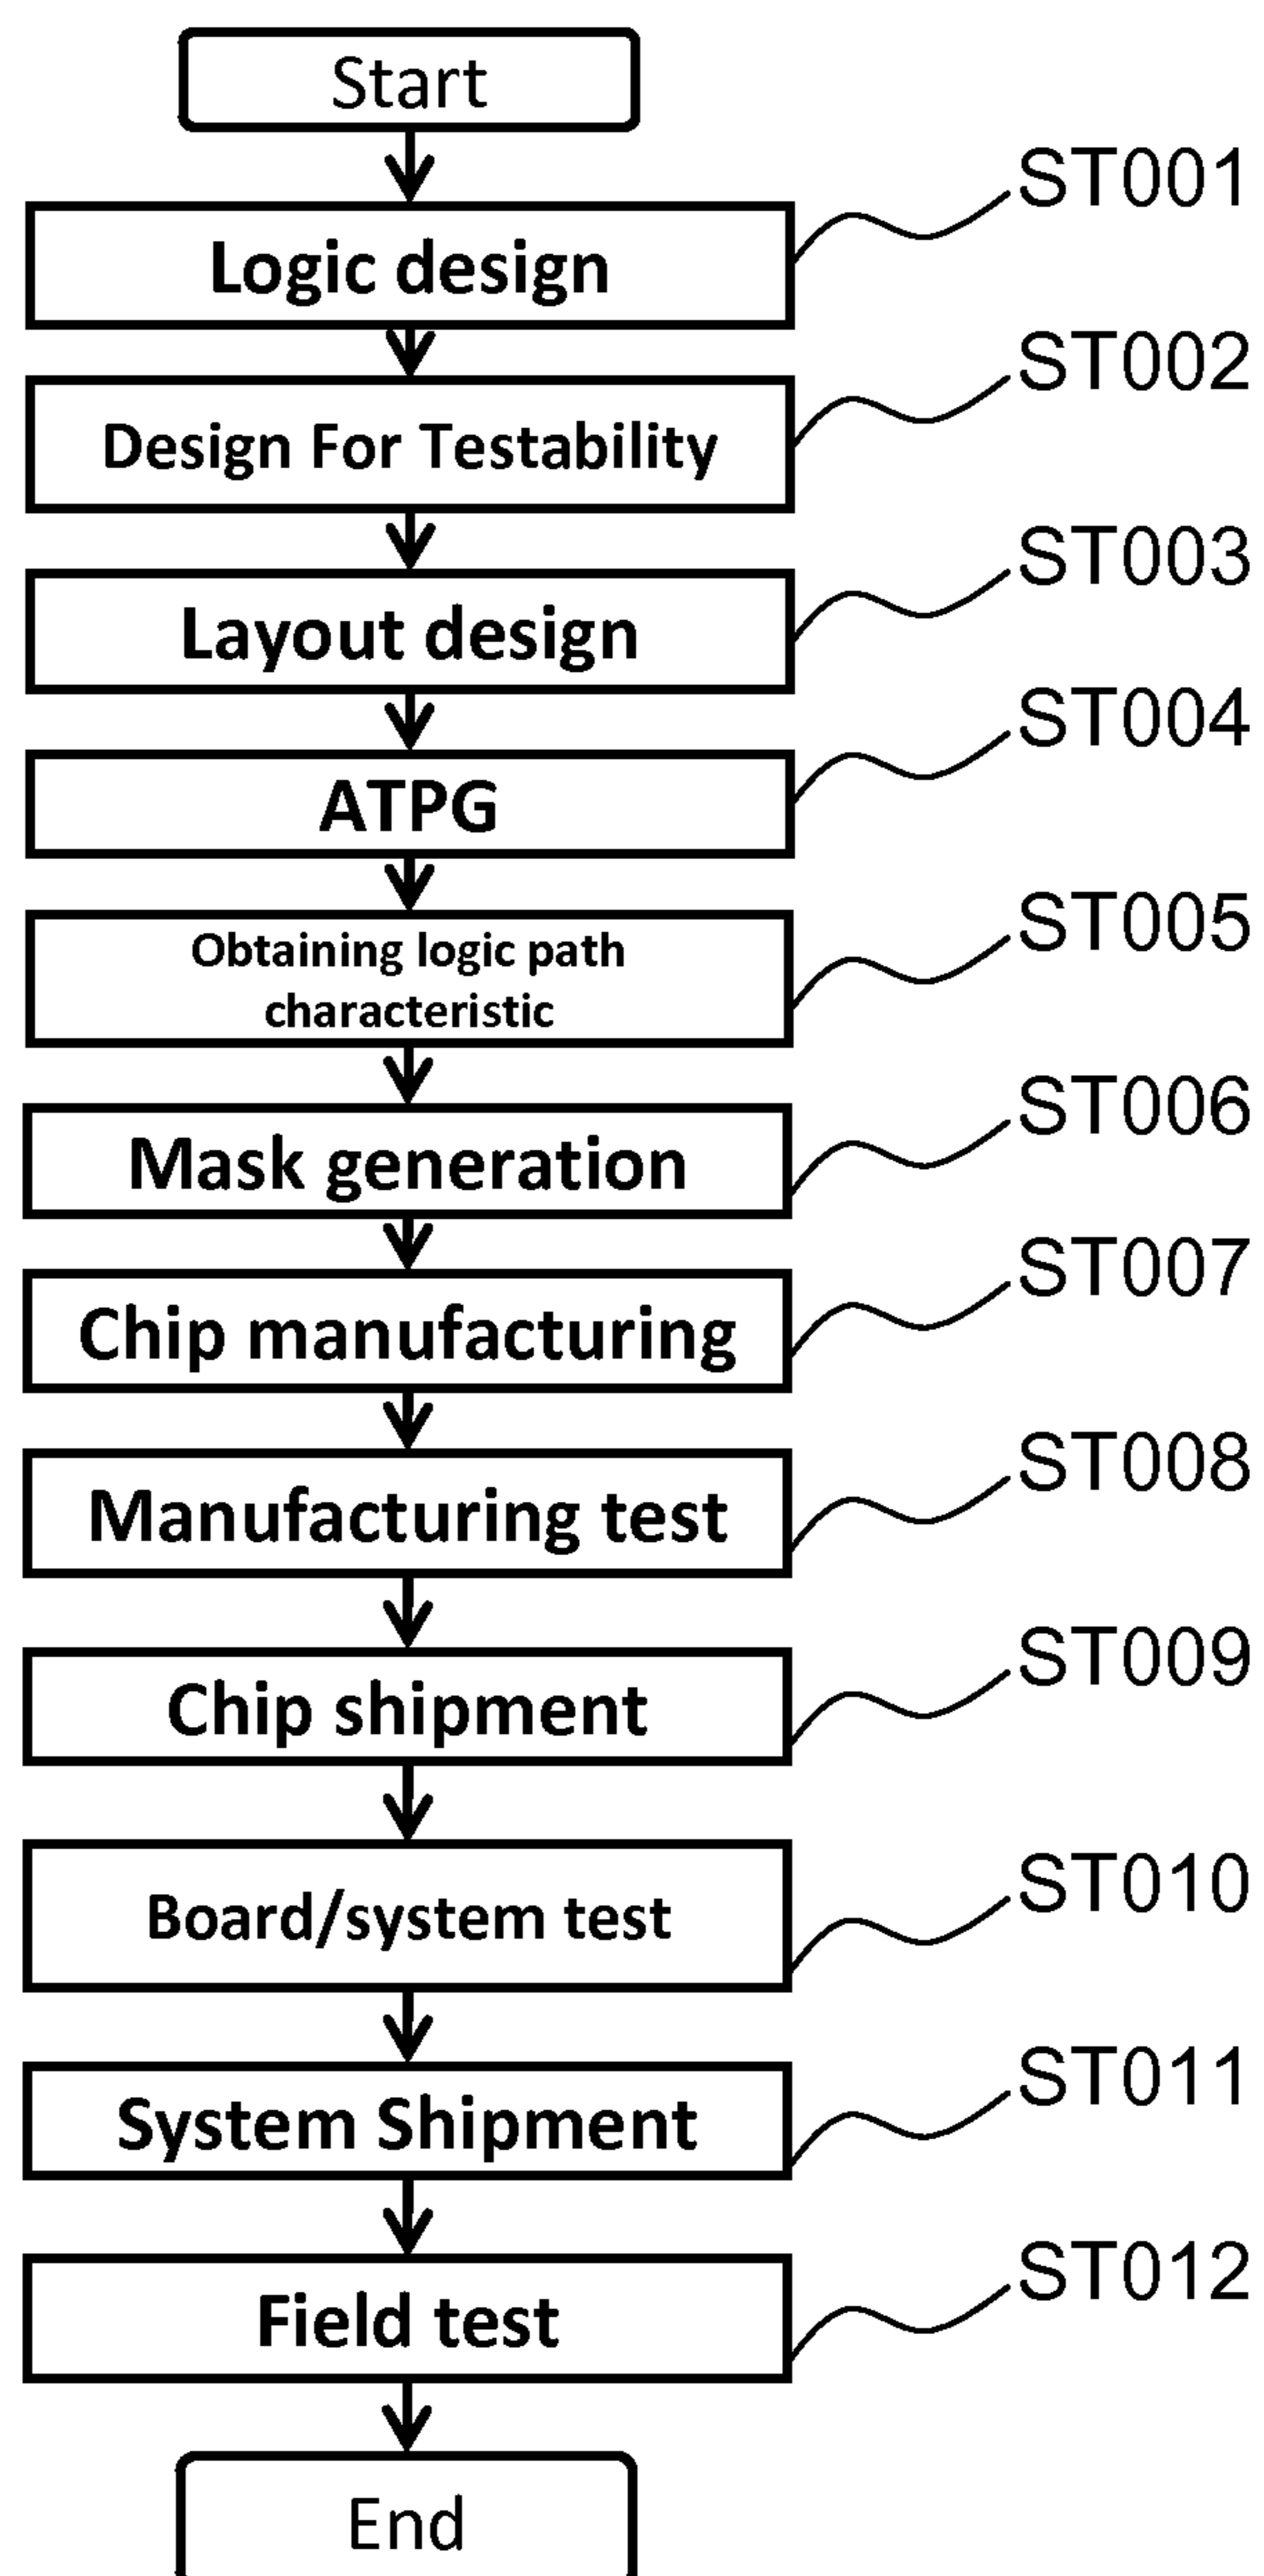 Start
ST001
Logic design
ST002
Design For Testability
ST003
Layout design
ST004
ATPG
ST005
Obtaining logic path
characteristic
ST006
Mask generation
ST007
Chip manufacturing
ST008
Manufacturing test
ST009
Chip shipment
ST010
Board/system test
ST011
System Shipment
ST012
Field test
End